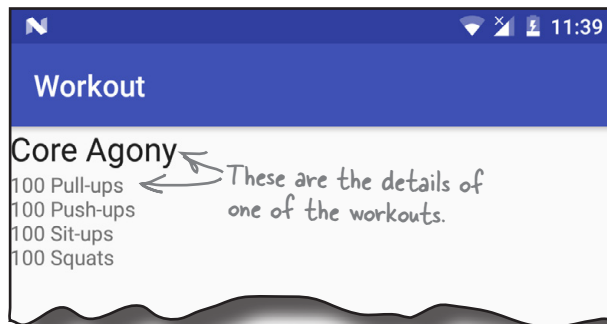 11:39
Workout
Core Agony
100 Pull-ups
100 Push-ups
100 Sit-ups
100 Squats
These are the details of
one of the workouts.